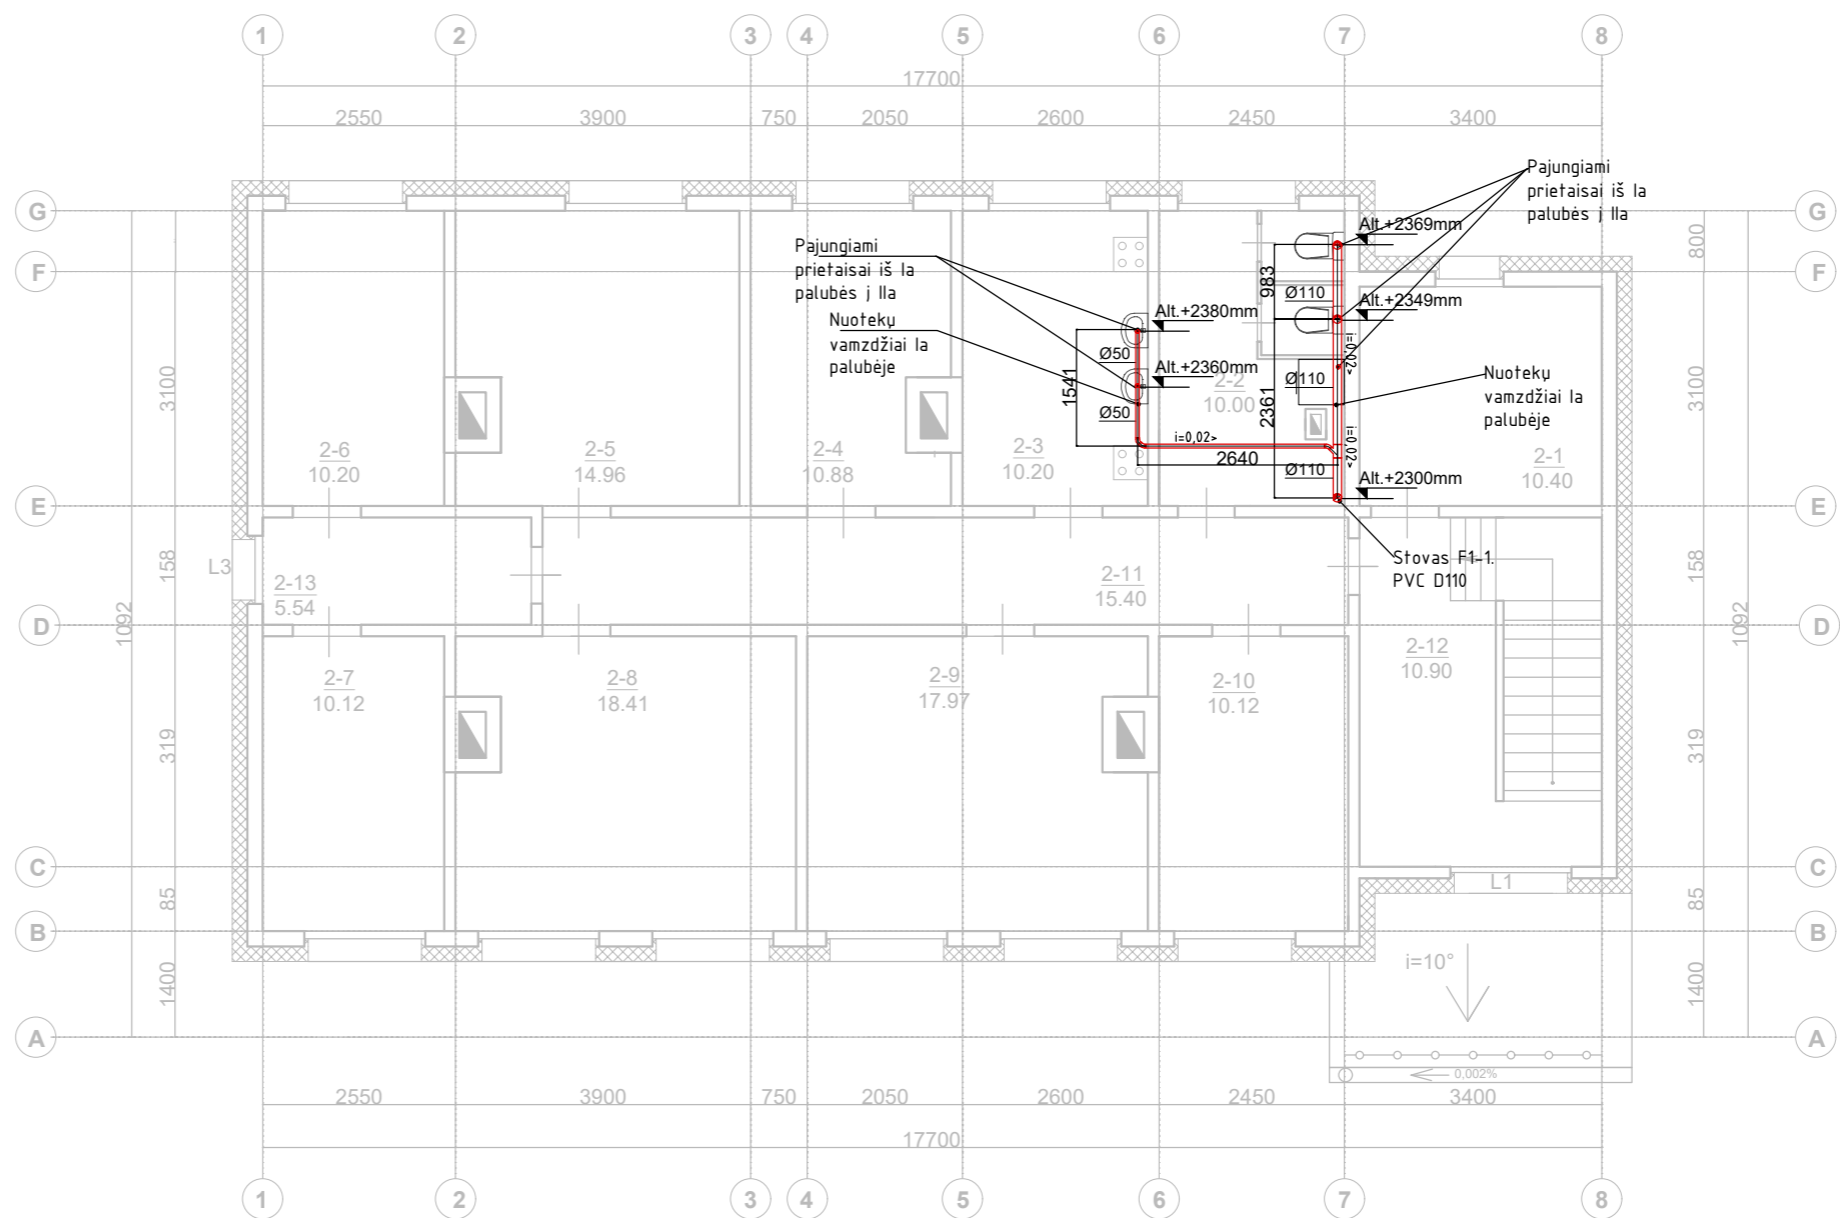 1 2 3 4 5 6 7 8
17700
2550 3900 750 2050 2600 2450 3400
G G
F F
E E
D D
C C
B B
A A
800
3100 3100
158 158
1092 1092
319 319
85 85
1400 1400
Pajungiami
prietaisai iš Ia
palubės į IIa
Nuotekų
vamzdžiai Ia
palubėje
Pajungiami
prietaisai iš Ia
palubės į IIa
Nuotekų
vamzdžiai Ia
palubėje
Alt.+2369mm
Alt.+2349mm
Alt.+2380mm
Alt.+2360mm
Alt.+2300mm
983
2361
1541
2640
Ø110
Ø110
Ø110
Ø50
Ø50
i=0,02>
i=0,02>
i=0,02>
Stovas F1-1.
PVC D110
2-6
10.20
2-5
14.96
2-4
10.88
2-3
10.20
2-2
10.00
2-1
10.40
L3
2-13
5.54
2-11
15.40
2-7
10.12
2-8
18.41
2-9
17.97
2-10
10.12
2-12
10.90
L1
i=10°
0,002%
2550 3900 750 2050 2600 2450 3400
17700
1 2 3 4 5 6 7 8